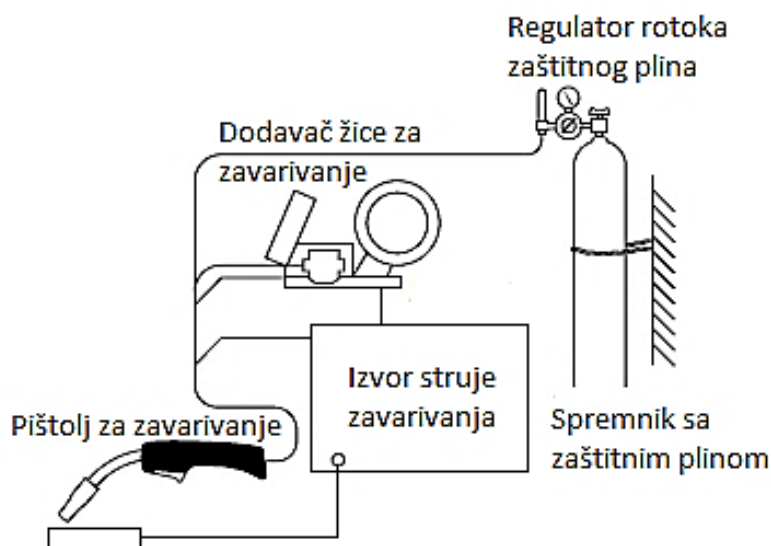 Regulator rotoka
zaštitnog plina
Dodavač žice za
zavarivanje
Izvor struje
zavarivanja
Pištolj za zavarivanje
Spremnik sa
zaštitnim plinom